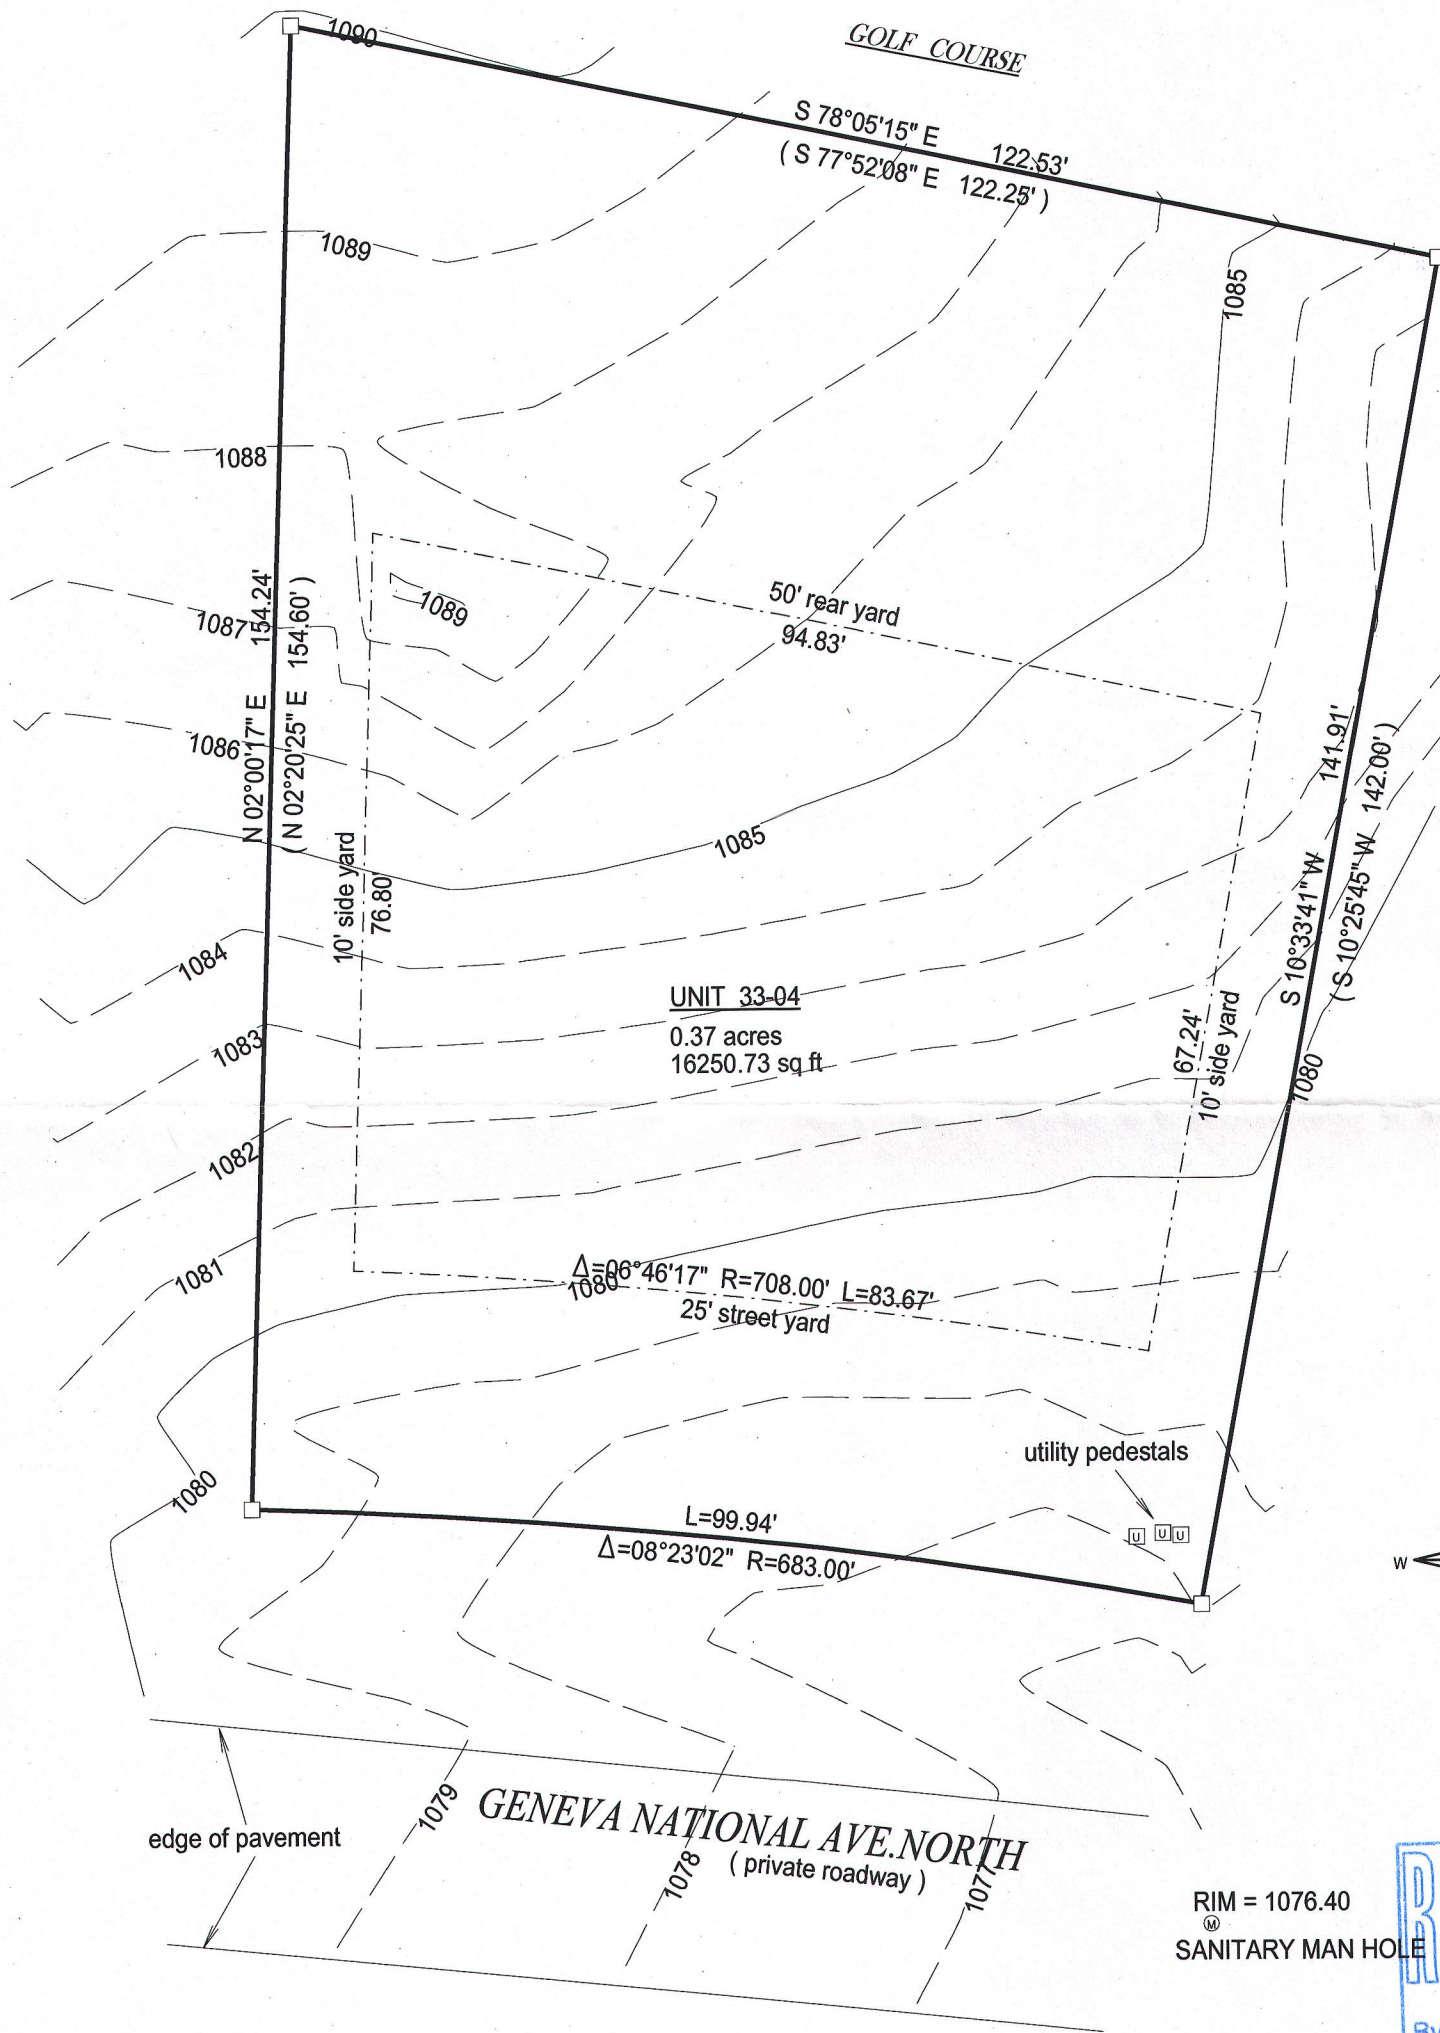 GOLF COURSE
1090
S 78°05'15" E 122.53'
( S 77°52'08" E 122.25' )
1089
1085
1088
1089
50' rear yard
94.83'
1087
N 02°00'17" E 154.24'
( N 02°20'25" E 154.60' )
1086
S 10°33'41" W 141.91'
( S 10°25'45" W 142.00' )
1085
10' side yard
76.80'
1084
UNIT 33-04
0.37 acres
16250.73 sq ft
1083
67.24'
10' side yard
1080
1082
1081
Δ=06°46'17" R=708.00' L=83.67'
1080
25' street yard
utility pedestals
1080
L=99.94'
Δ=08°23'02" R=683.00'
U U U
W
1079
GENEVA NATIONAL AVE.NORTH
( private roadway )
edge of pavement
1078
1077
RIM = 1076.40
M
SANITARY MAN HOLE